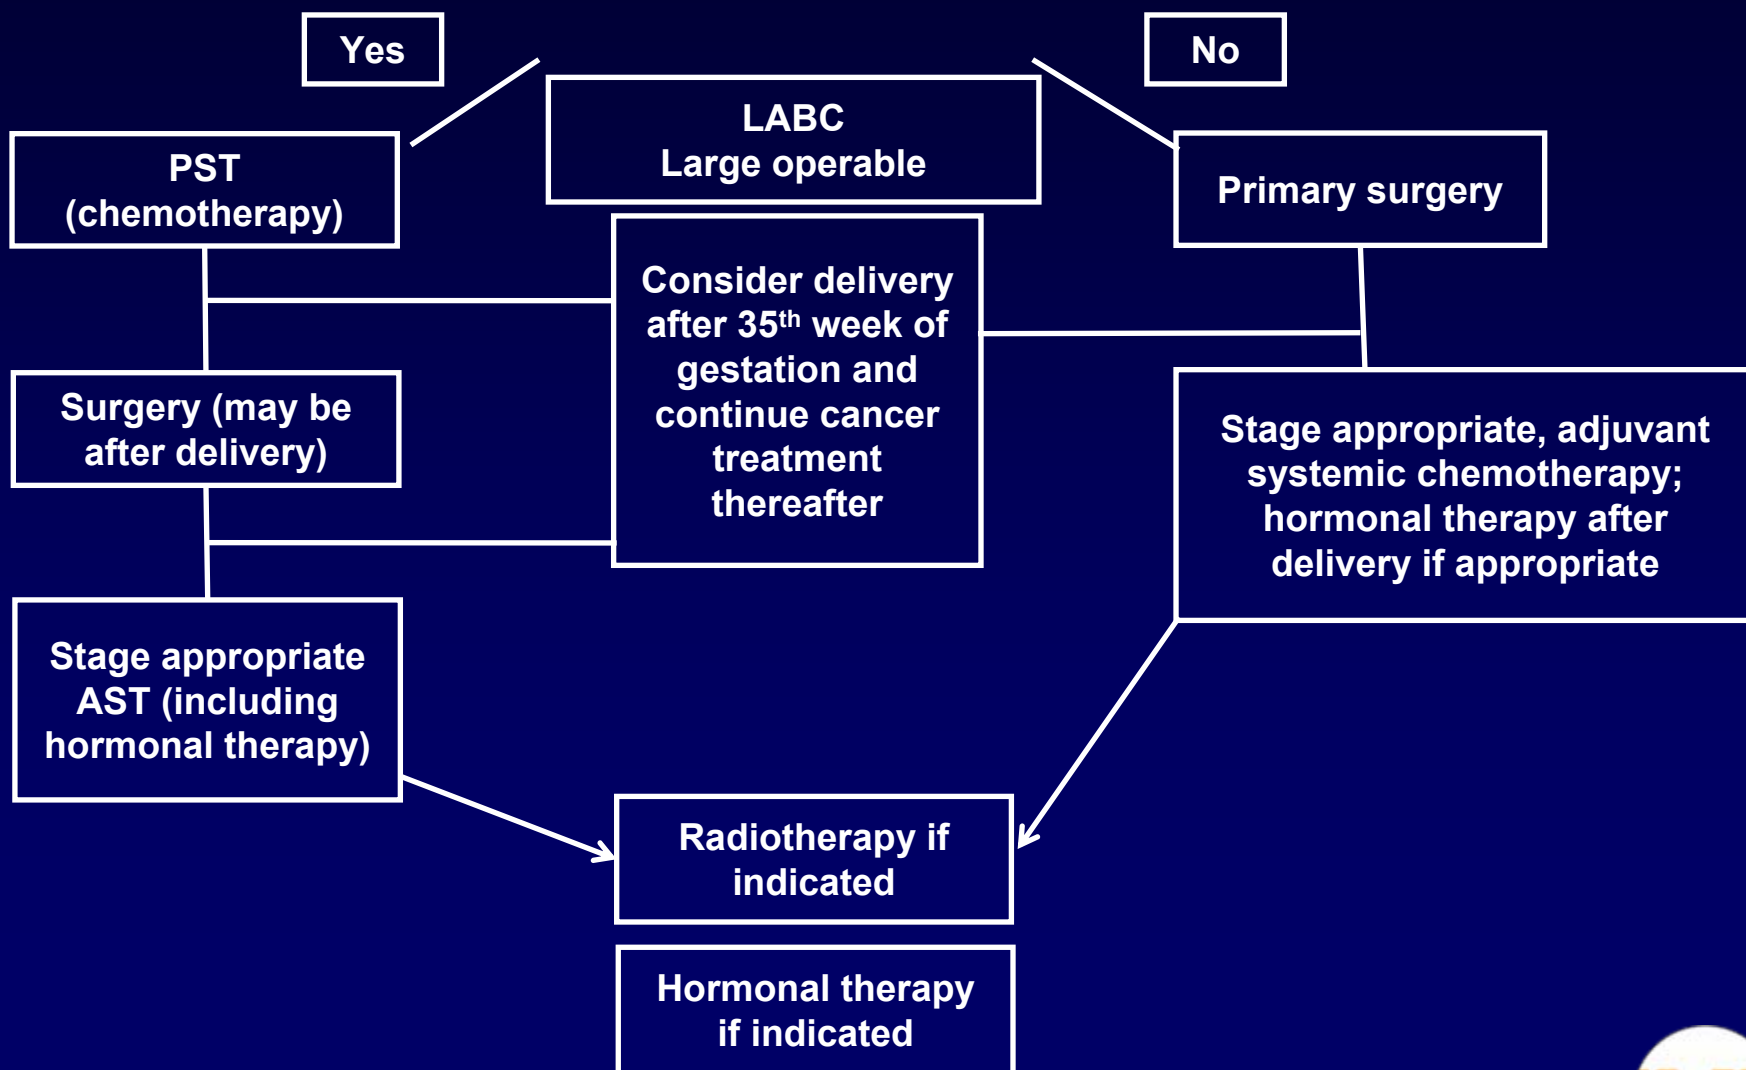 Yes
No
LABC
Large operable
PST
(chemotherapy)
Primary surgery
Consider delivery
after 35th week of
gestation and
continue cancer
treatment
thereafter
Surgery (may be
after delivery)
Stage appropriate, adjuvant
systemic chemotherapy;
hormonal therapy after
delivery if appropriate
Stage appropriate
AST (including
hormonal therapy)
Radiotherapy if
indicated
Hormonal therapy
if indicated